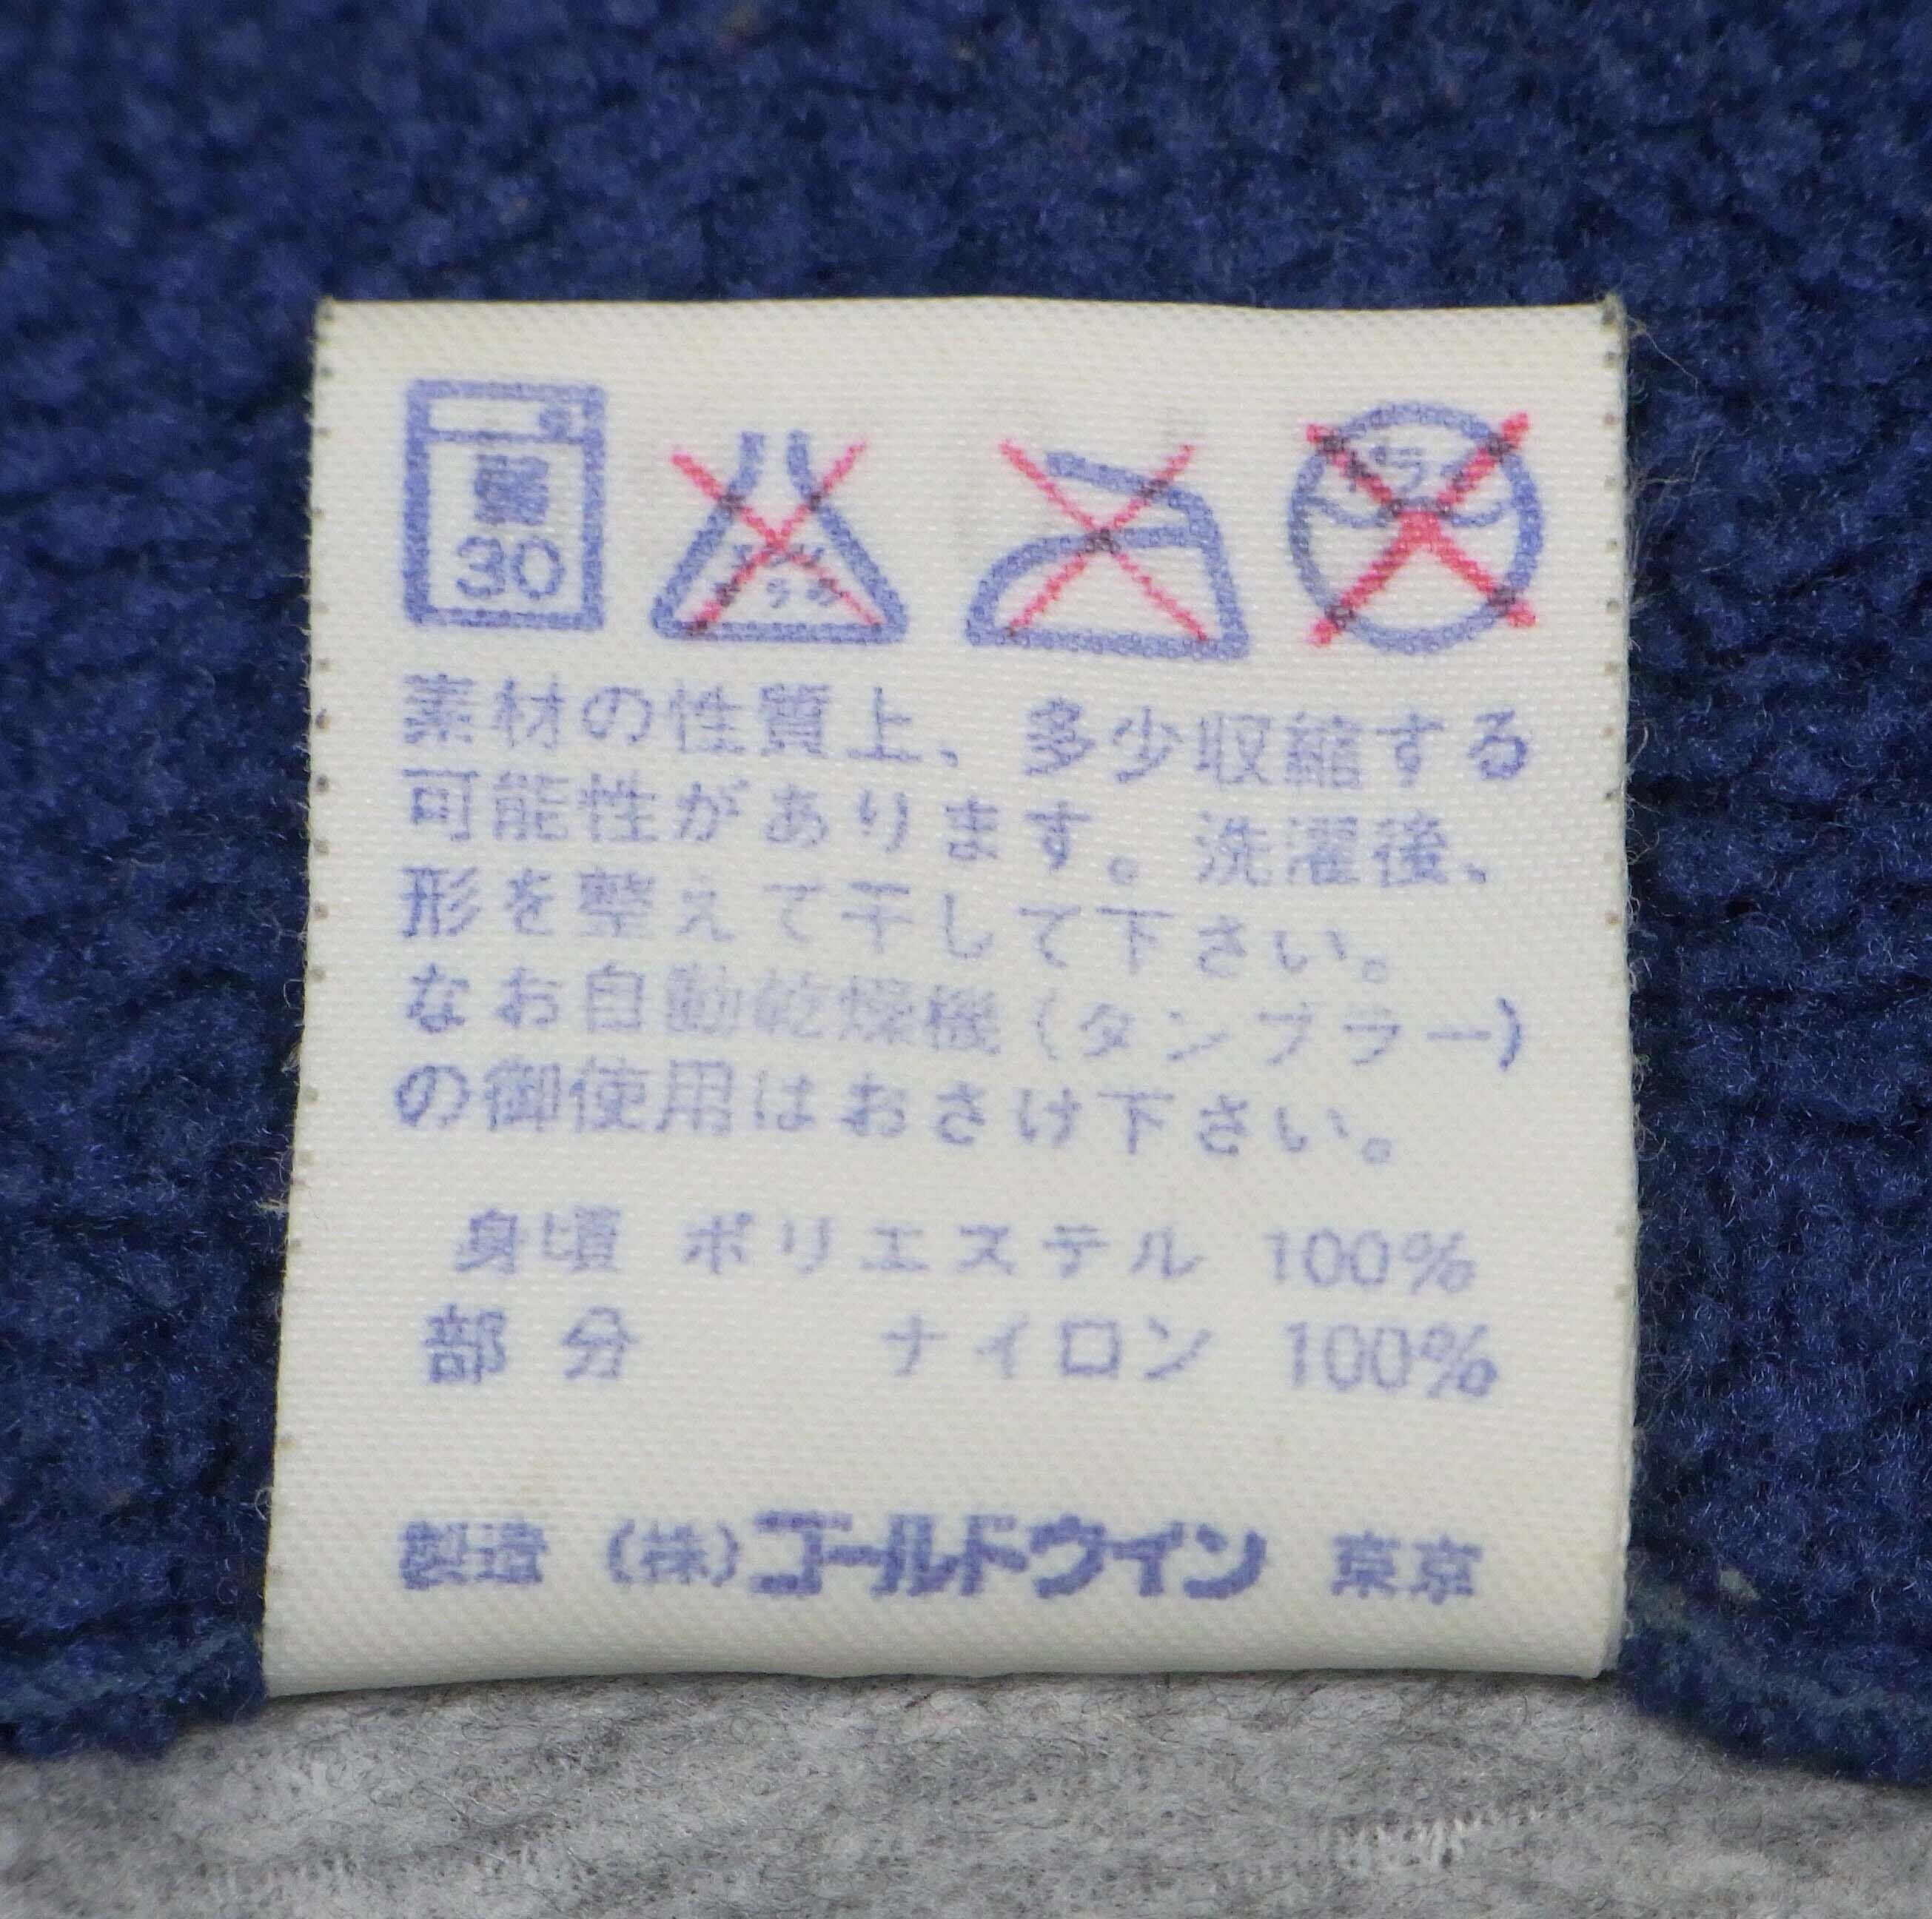 30
素材の性質上、多少収縮する
可能性があります。洗濯後、
形を整えて干して下さい。
なお自動乾燥機(タンブラー)
の御使用はおさけ下さい。
身頃 ポリエステル 100%
部分 ナイロン 100%
製造 (株)ゴールドウイン 東京